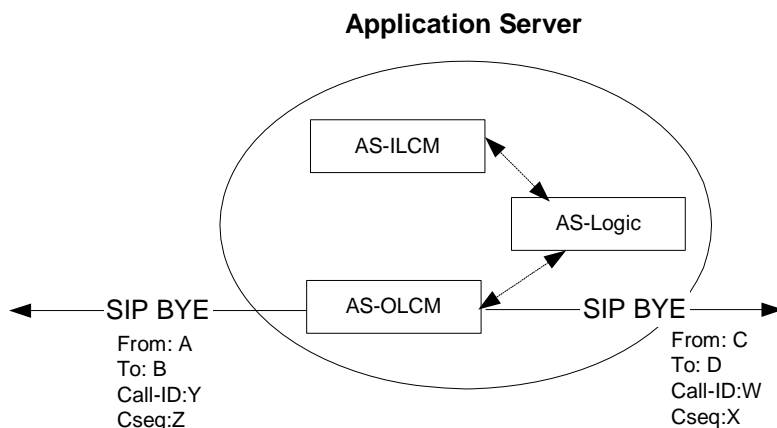 Application Server
AS-ILCM
AS-Logic
AS-OLCM
SIP BYE
From: A
To: B
Call-ID:Y
Cseq:Z
SIP BYE
From: C
To: D
Call-ID:W
Cseq:X